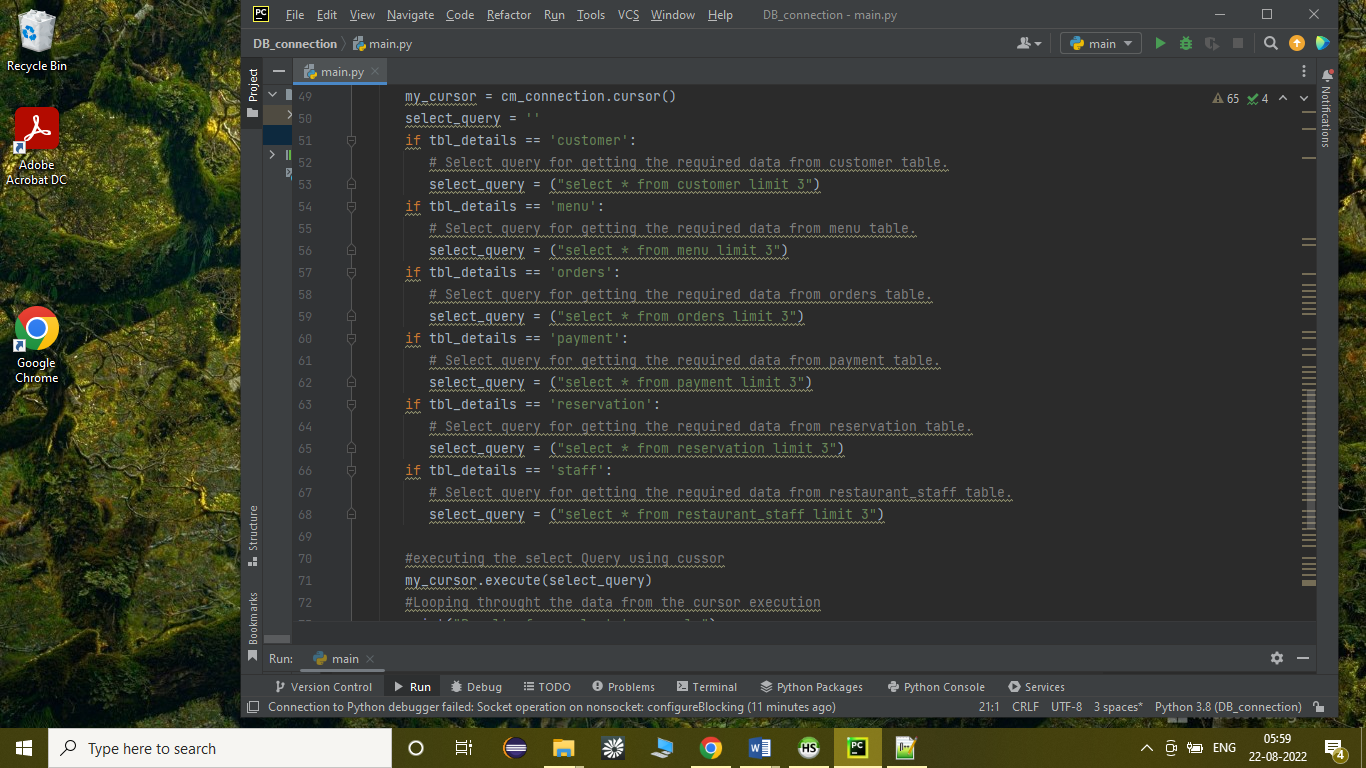 Recycle Bin
Adobe
Acrobat DC
Google
Chrome
PC
File Edit View Navigate Code Refactor Run Tools VCS Window Help DB_connection - main.py
DB_connection main.py
main
Project
main.py
65 4
Notifications
49 my_cursor = cm_connection.cursor()
50 select_query = ''
51 if tbl_details == 'customer':
52 # Select query for getting the required data from customer table.
53 select_query = ("select * from customer limit 3")
54 if tbl_details == 'menu':
55 # Select query for getting the required data from menu table.
56 select_query = ("select * from menu limit 3")
57 if tbl_details == 'orders':
58 # Select query for getting the required data from orders table.
59 select_query = ("select * from orders limit 3")
60 if tbl_details == 'payment':
61 # Select query for getting the required data from payment table.
62 select_query = ("select * from payment limit 3")
63 if tbl_details == 'reservation':
64 # Select query for getting the required data from reservation table.
65 select_query = ("select * from reservation limit 3")
66 if tbl_details == 'staff':
67 # Select query for getting the required data from restaurant_staff table.
68 select_query = ("select * from restaurant_staff limit 3")
69
70 #executing the select Query using cussor
71 my_cursor.execute(select_query)
72 #Looping throught the data from the cursor execution
Structure
Bookmarks
Run: main
Version Control Run Debug TODO Problems Terminal Python Packages Python Console Services
Connection to Python debugger failed: Socket operation on nonsocket: configureBlocking (11 minutes ago) 21:1 CRLF UTF-8 3 spaces* Python 3.8 (DB_connection)
Type here to search
W
HS
PC
ENG
05:59
22-08-2022
4